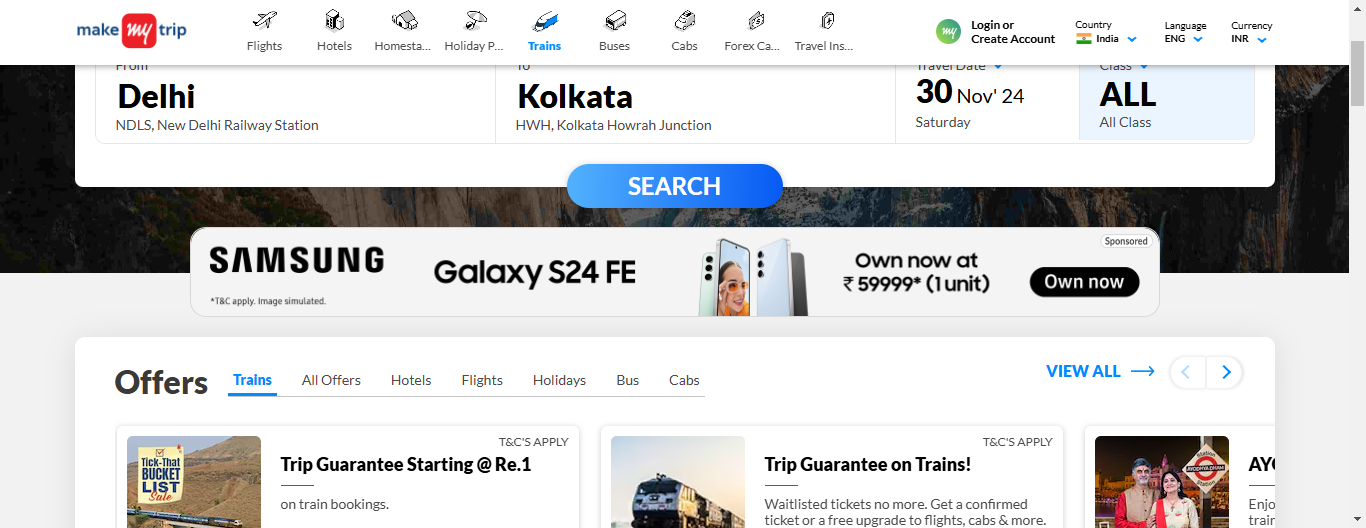 make my trip
Flights
Hotels
Homesta...
Holiday P...
Trains
Buses
Cabs
Forex Ca...
Travel Ins...
my
Login or
Create Account
Country
India
Language
ENG
Currency
INR
From
To
Travel Date
Class
Delhi
Kolkata
30 Nov' 24
ALL
NDLS, New Delhi Railway Station
HWH, Kolkata Howrah Junction
Saturday
All Class
SEARCH
Sponsored
SAMSUNG
*T&C apply. Image simulated.
Galaxy S24 FE
Own now at
₹ 59999* (1 unit)
Own now
Offers
Trains
All Offers
Hotels
Flights
Holidays
Bus
Cabs
VIEW ALL
TICK-THAT
BUCKET
LIST
Sale
T&C'S APPLY
Trip Guarantee Starting @ Re.1
on train bookings.
T&C'S APPLY
Trip Guarantee on Trains!
Waitlisted tickets no more. Get a confirmed
ticket or a free upgrade to flights, cabs & more.
Station
AYODHYA DHAM
Station
AYO
Enjo
train